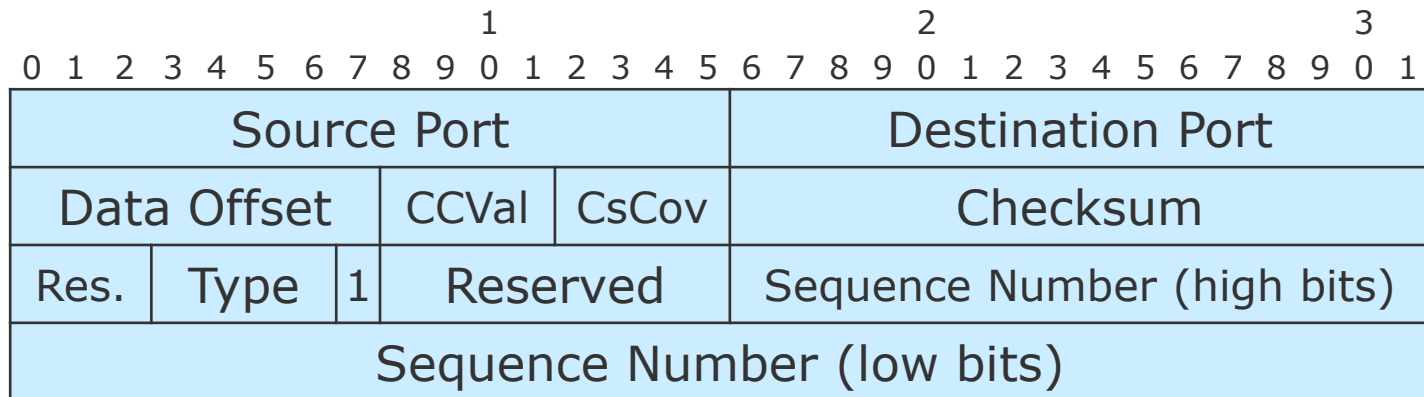 1 2 3
0 1 2 3 4 5 6 7 8 9 0 1 2 3 4 5 6 7 8 9 0 1 2 3 4 5 6 7 8 9 0 1
Source Port Destination Port
Data Offset CCVal CsCov Checksum
Res. Type 1 Reserved Sequence Number (high bits)
Sequence Number (low bits)